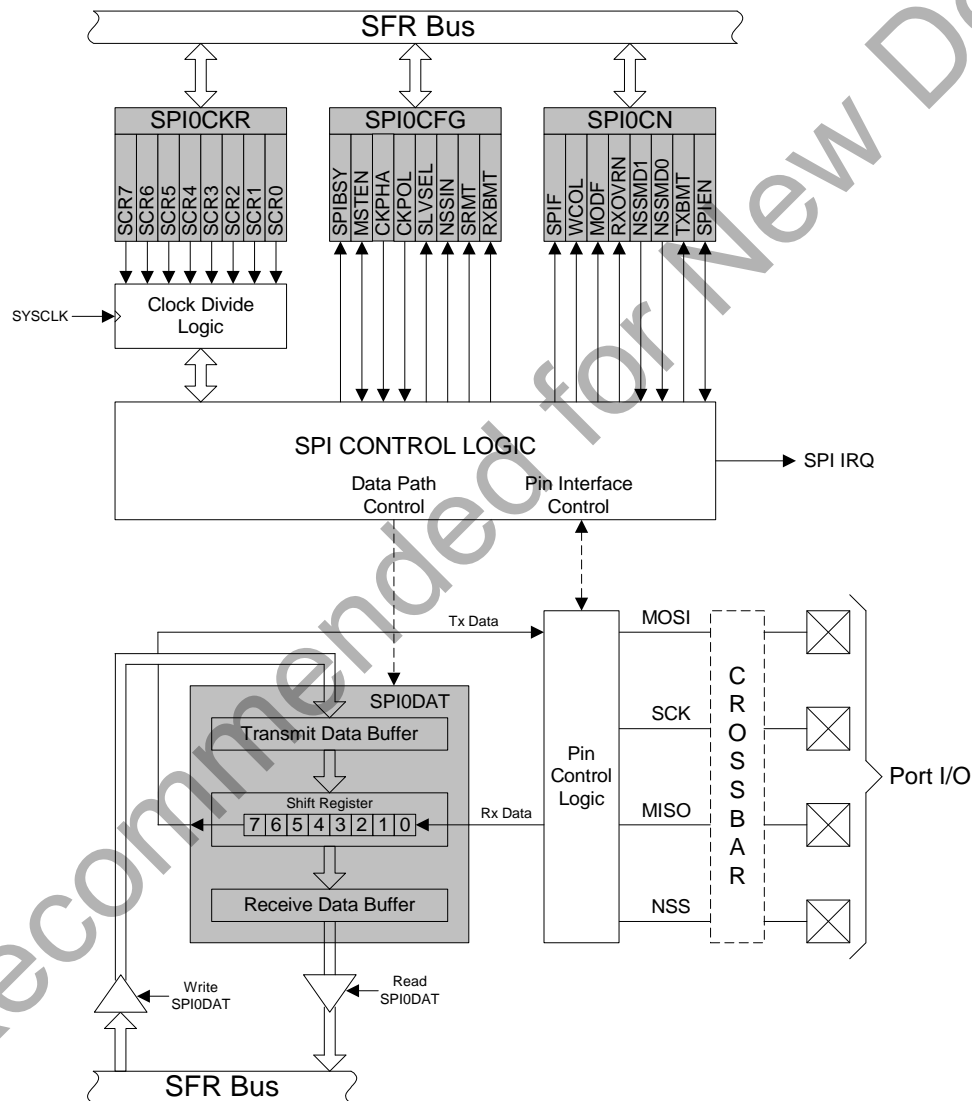 SFR Bus
SPI0CKR
SCR7
SCR6
SCR5
SCR4
SCR3
SCR2
SCR1
SCR0
SPI0CFG
SPIBSY
MSTEN
CKPHA
CKPOL
SLVSEL
NSSIN
SRMT
RXBMT
SPI0CN
SPIF
WCOL
MODF
RXOVRN
NSSMD1
NSSMD0
TXBMT
SPIEN
SYSCLK
Clock Divide
Logic
SPI CONTROL LOGIC
Data Path
Control
Pin Interface
Control
SPI IRQ
Tx Data
SPI0DAT
Transmit Data Buffer
Shift Register
7 6 5 4 3 2 1 0
Rx Data
Receive Data Buffer
Pin
Control
Logic
MOSI
SCK
MISO
NSS
CROSSBAR
Port I/O
Write
SPI0DAT
Read
SPI0DAT
SFR Bus
ecommended for New De